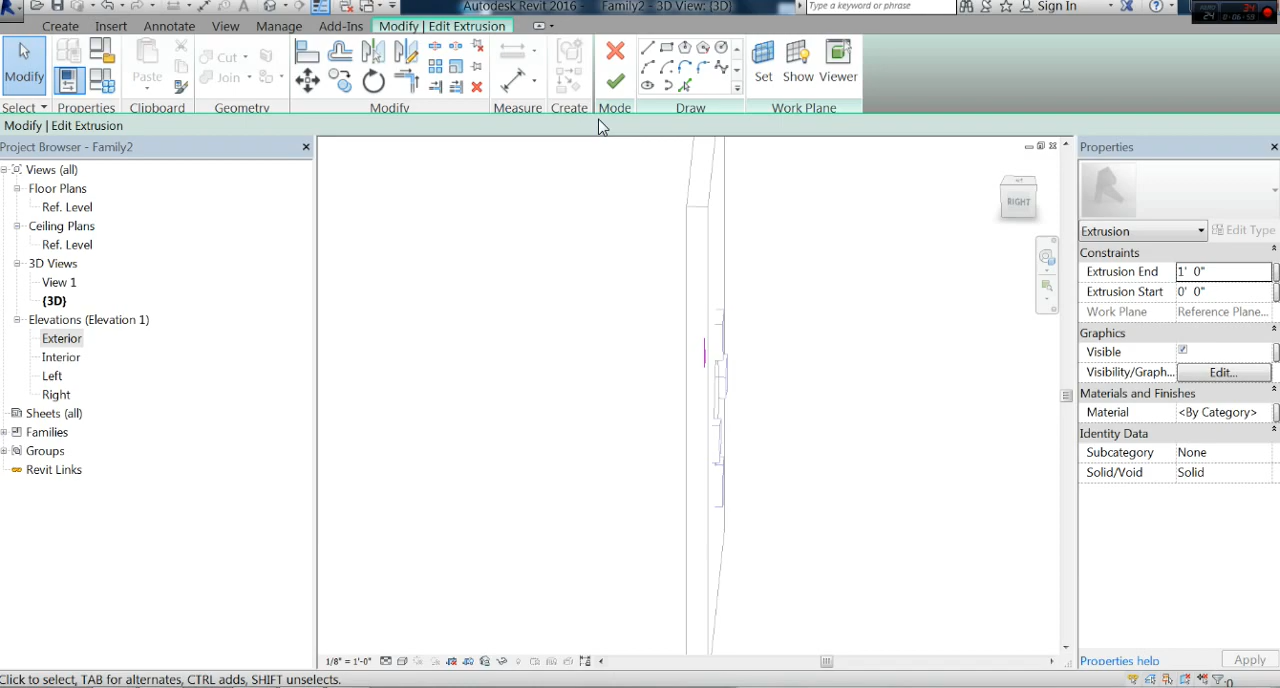 Autodesk Revit 2016 - Family2 - 3D View: {3D}
Type a keyword or phrase
Sign In
Create Insert Annotate View Manage Add-Ins Modify | Edit Extrusion
24
0:06:53
Modify
Paste
Cut
Join
Set Show Viewer
Select Properties Clipboard Geometry Modify Measure Create Mode Draw Work Plane
Modify | Edit Extrusion
Project Browser - Family2
Views (all)
Floor Plans
Ref. Level
Ceiling Plans
Ref. Level
3D Views
View 1
{3D}
Elevations (Elevation 1)
Exterior
Interior
Left
Right
Sheets (all)
Families
Groups
Revit Links
RIGHT
Properties
Extrusion
Edit Type
Constraints
Extrusion End 1' 0"
Extrusion Start 0' 0"
Work Plane Reference Plane...
Graphics
Visible
Visibility/Graph... Edit...
Materials and Finishes
Material <By Category>
Identity Data
Subcategory None
Solid/Void Solid
Properties help
Apply
1/8" = 1'-0"
Click to select, TAB for alternates, CTRL adds, SHIFT unselects.
:0